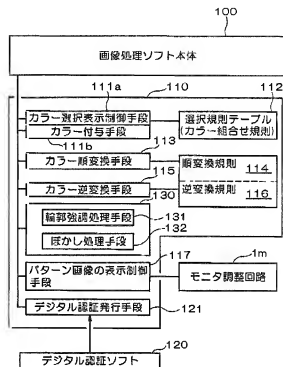 100
画像処理ソフト本体
111a
110
112
カラー選択表示制御手段
カラー付与手段
選択規則テーブル
(カラー組合せ規則)
111b
113
カラー順変換手段
順変換規則 114
115
カラー逆変換手段
逆変換規則 116
130
輪郭強調処理手段 131
ぼかし処理手段 132
117
1m
パターン画像の表示制御
手段
モニタ調整回路
121
デジタル認証発行手段
120
デジタル認証ソフト